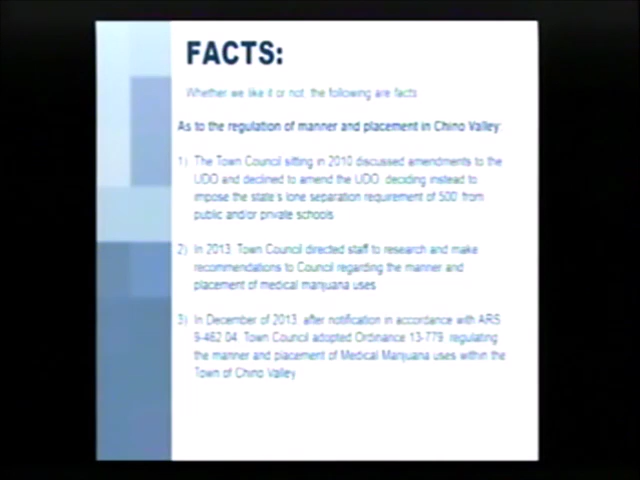 FACTS:
Whether we like it or not, the following are facts
As to the regulation of manner and placement in Chino Valley
1) The Town Council sitting in 2010 discussed amendments to the
UDO and declined to amend the UDO, deciding instead to
impose the state's lone separation requirement of 500' from
public and/or private schools
2) In 2013, Town Council directed staff to research and make
recommendations to Council regarding the manner and
placement of medical marijuana uses
3) In December of 2013, after notification in accordance with ARS
9-462.04, Town Council adopted Ordinance 13-779, regulating
the manner and placement of Medical Marijuana uses within the
Town of Chino Valley